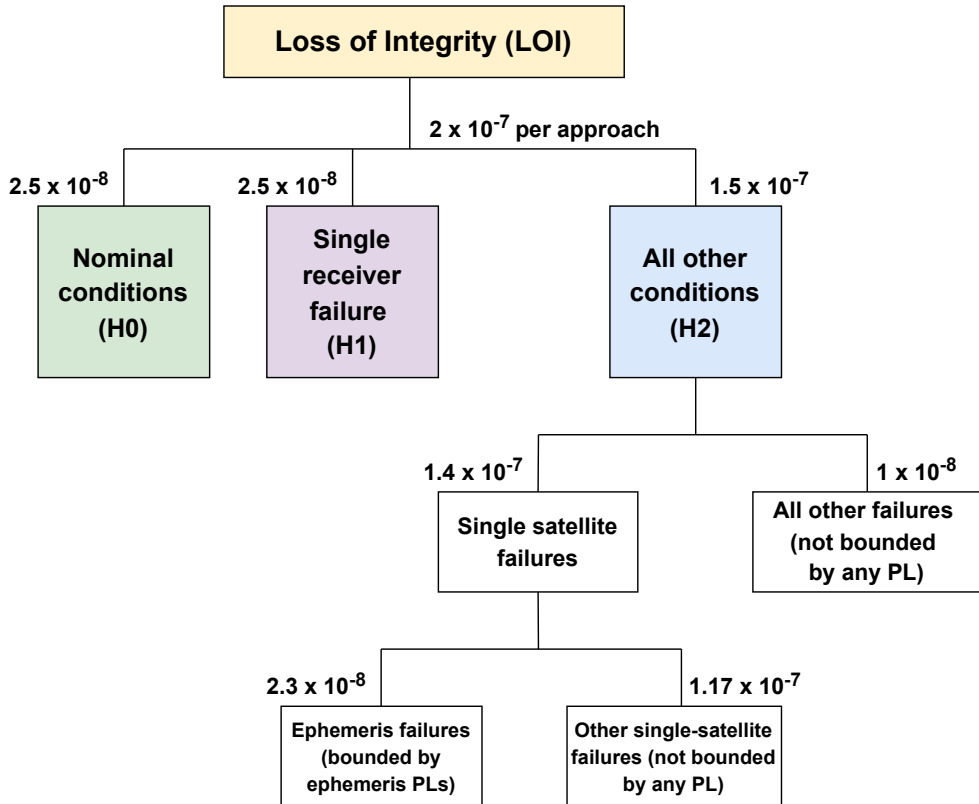 Loss of Integrity (LOI)
2 x 10⁻⁷ per approach
2.5 x 10⁻⁸
2.5 x 10⁻⁸
1.5 x 10⁻⁷
Nominal
conditions
(H0)
Single
receiver
failure
(H1)
All other
conditions
(H2)
1.4 x 10⁻⁷
1 x 10⁻⁸
Single satellite
failures
All other failures
(not bounded
by any PL)
2.3 x 10⁻⁸
1.17 x 10⁻⁷
Ephemeris failures
(bounded by
ephemeris PLs)
Other single-satellite
failures (not bounded
by any PL)